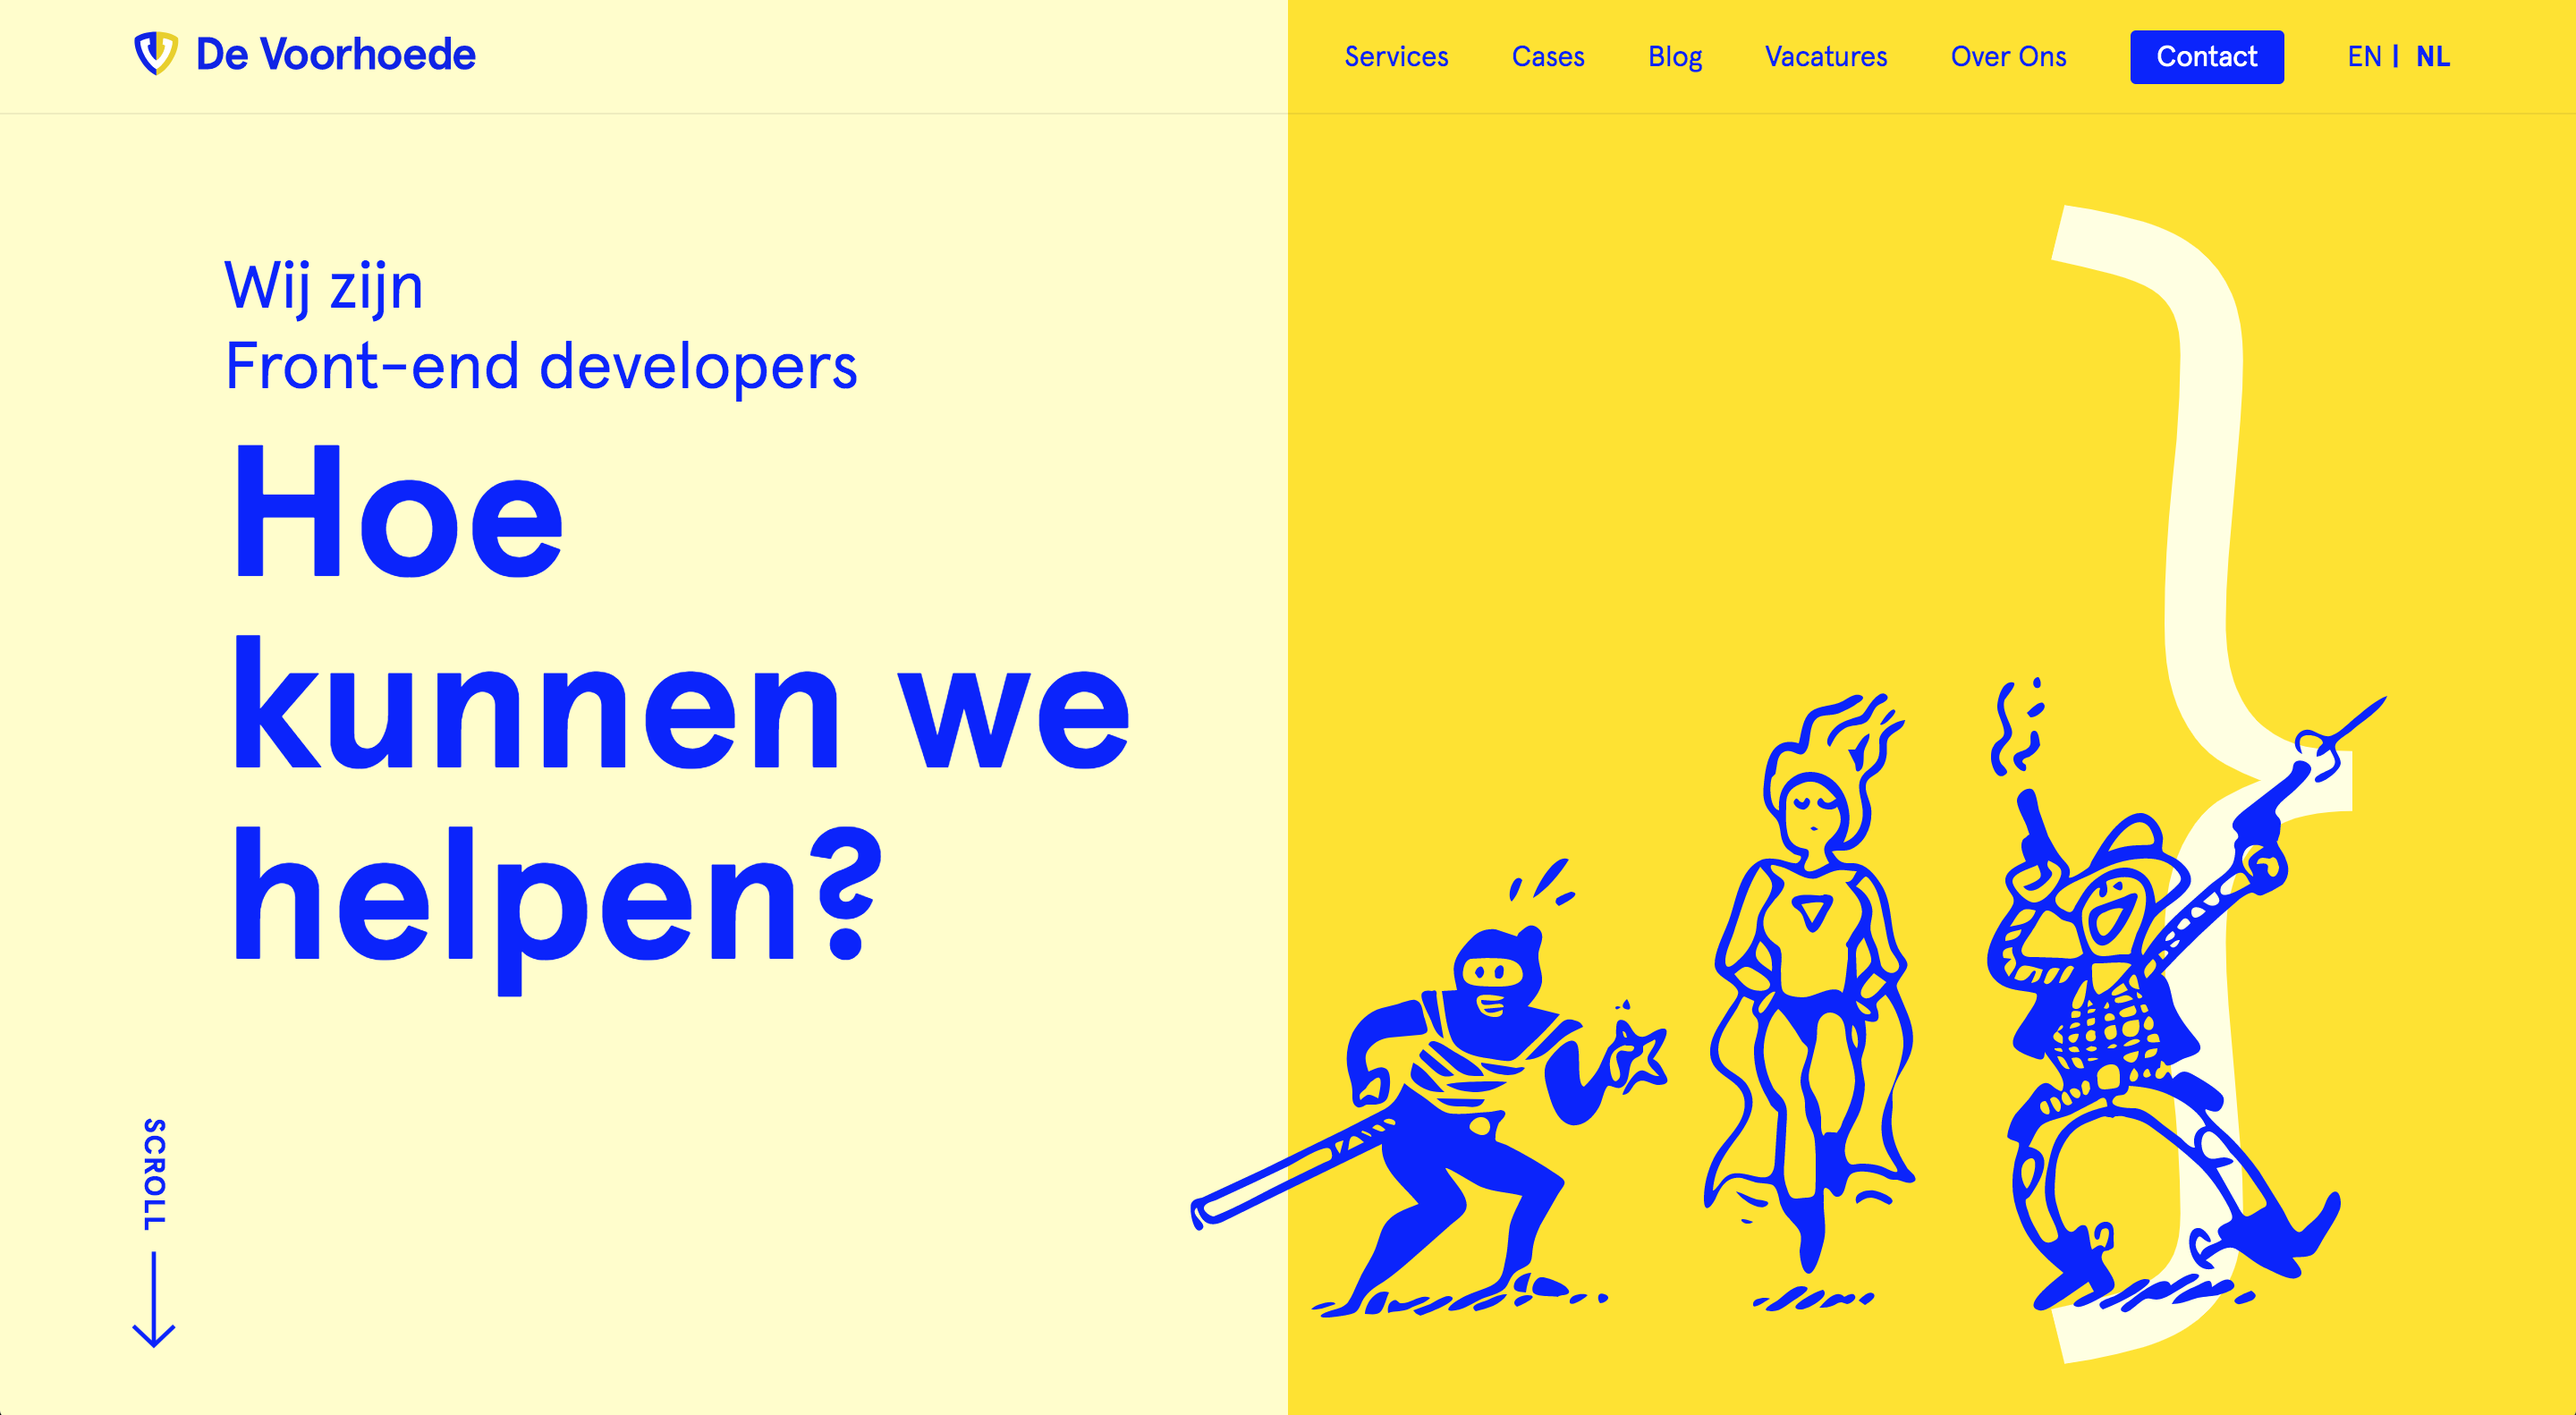 De Voorhoede
Services Cases Blog Vacatures Over Ons Contact EN | NL
Wij zijn
Front-end developers
Hoe
kunnen we
helpen?
SCROLL